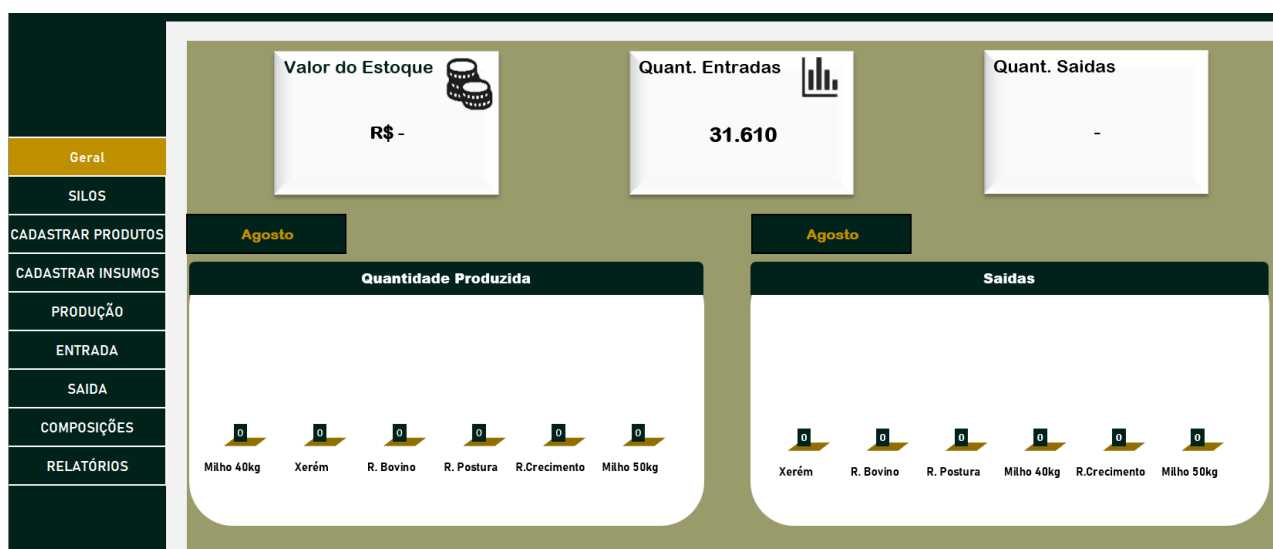 Valor do Estoque
R$ -
Quant. Entradas
31.610
Quant. Saidas
-
Geral
SILOS
CADASTRAR PRODUTOS
CADASTRAR INSUMOS
PRODUÇÃO
ENTRADA
SAIDA
COMPOSIÇÕES
RELATÓRIOS
Agosto
Quantidade Produzida
0 0 0 0 0 0
Milho 40kg Xerém R. Bovino R. Postura R.Crecimento Milho 50kg
Agosto
Saidas
0 0 0 0 0 0
Xerém R. Bovino R. Postura Milho 40kg R.Crecimento Milho 50kg